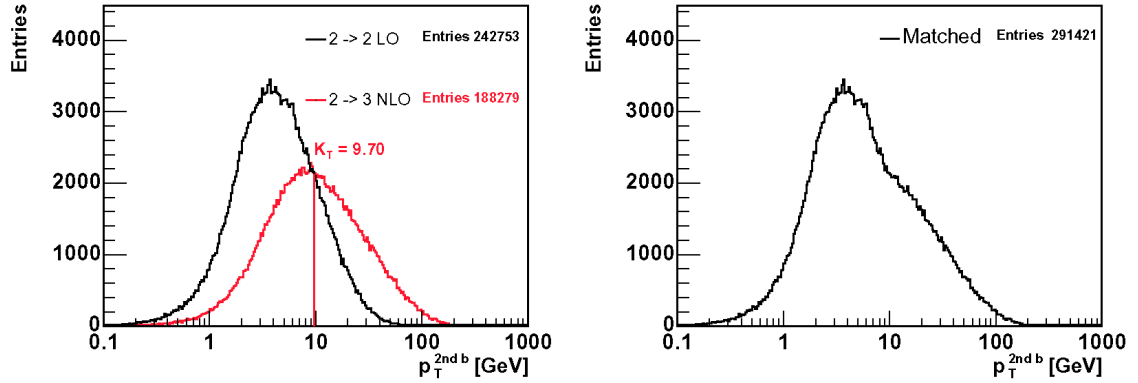 Entries
4000
3000
2000
1000
0
0.1
1
10
100
1000
p_T^2nd b [GeV]
2 -> 2 LO Entries 242753
2 -> 3 NLO Entries 188279
K_T = 9.70
Entries
4000
3000
2000
1000
0
0.1
1
10
100
1000
p_T^2nd b [GeV]
Matched Entries 291421